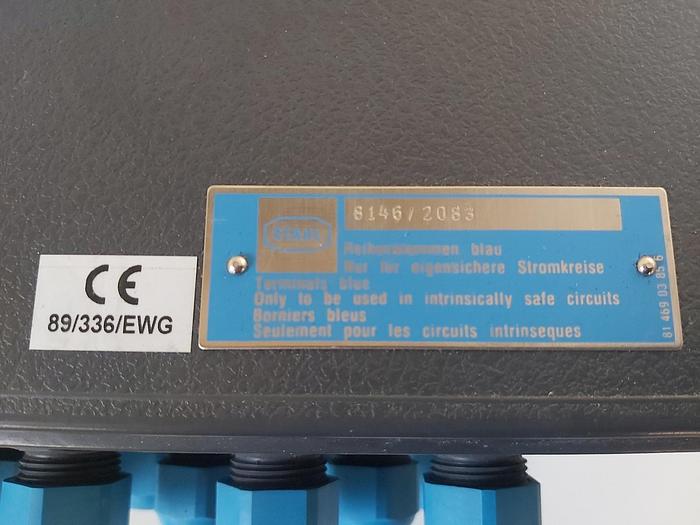 CE
89/336/EWG
STAHL
8146/2083
Reihenklemmen blau
Nur für eigensichere Stromkreise
Terminals blue
Only to be used in intrinsically safe circuits
Borniers bleus
Seulement pour les circuits intrinseques
81 469 03 85 6